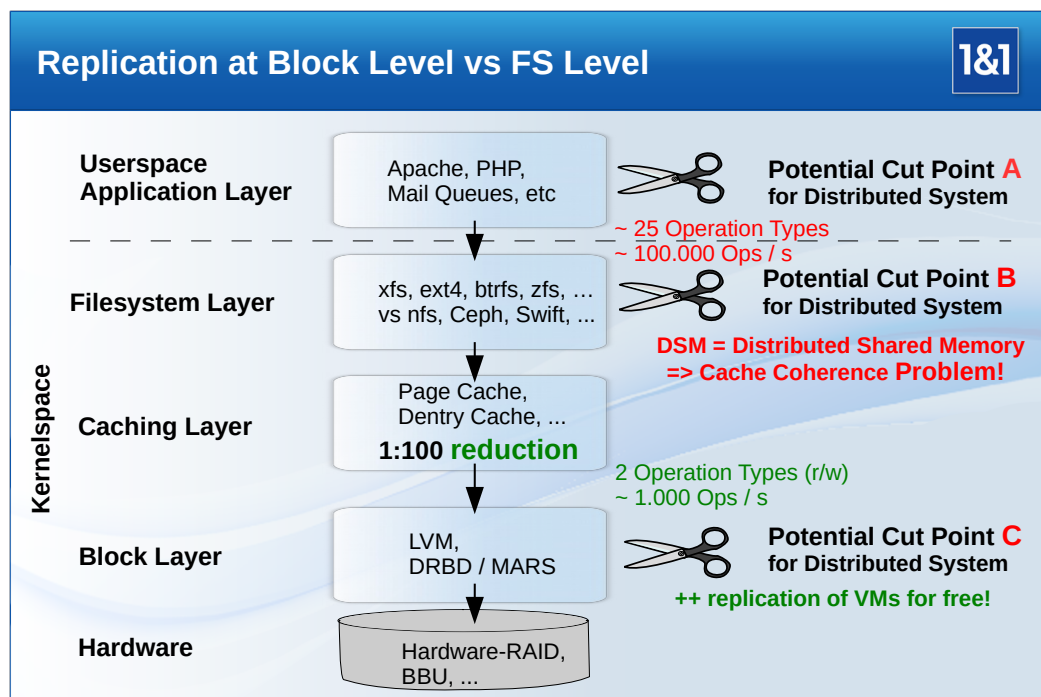 Replication at Block Level vs FS Level
1&1
Userspace
Application Layer
Apache, PHP,
Mail Queues, etc
Potential Cut Point A
for Distributed System
~ 25 Operation Types
~ 100.000 Ops / s
Kernelspace
Filesystem Layer
xfs, ext4, btrfs, zfs, …
vs nfs, Ceph, Swift, ...
Potential Cut Point B
for Distributed System
DSM = Distributed Shared Memory
=> Cache Coherence Problem!
Caching Layer
Page Cache,
Dentry Cache, ...
1:100 reduction
2 Operation Types (r/w)
~ 1.000 Ops / s
Block Layer
LVM,
DRBD / MARS
Potential Cut Point C
for Distributed System
++ replication of VMs for free!
Hardware
Hardware-RAID,
BBU, ...